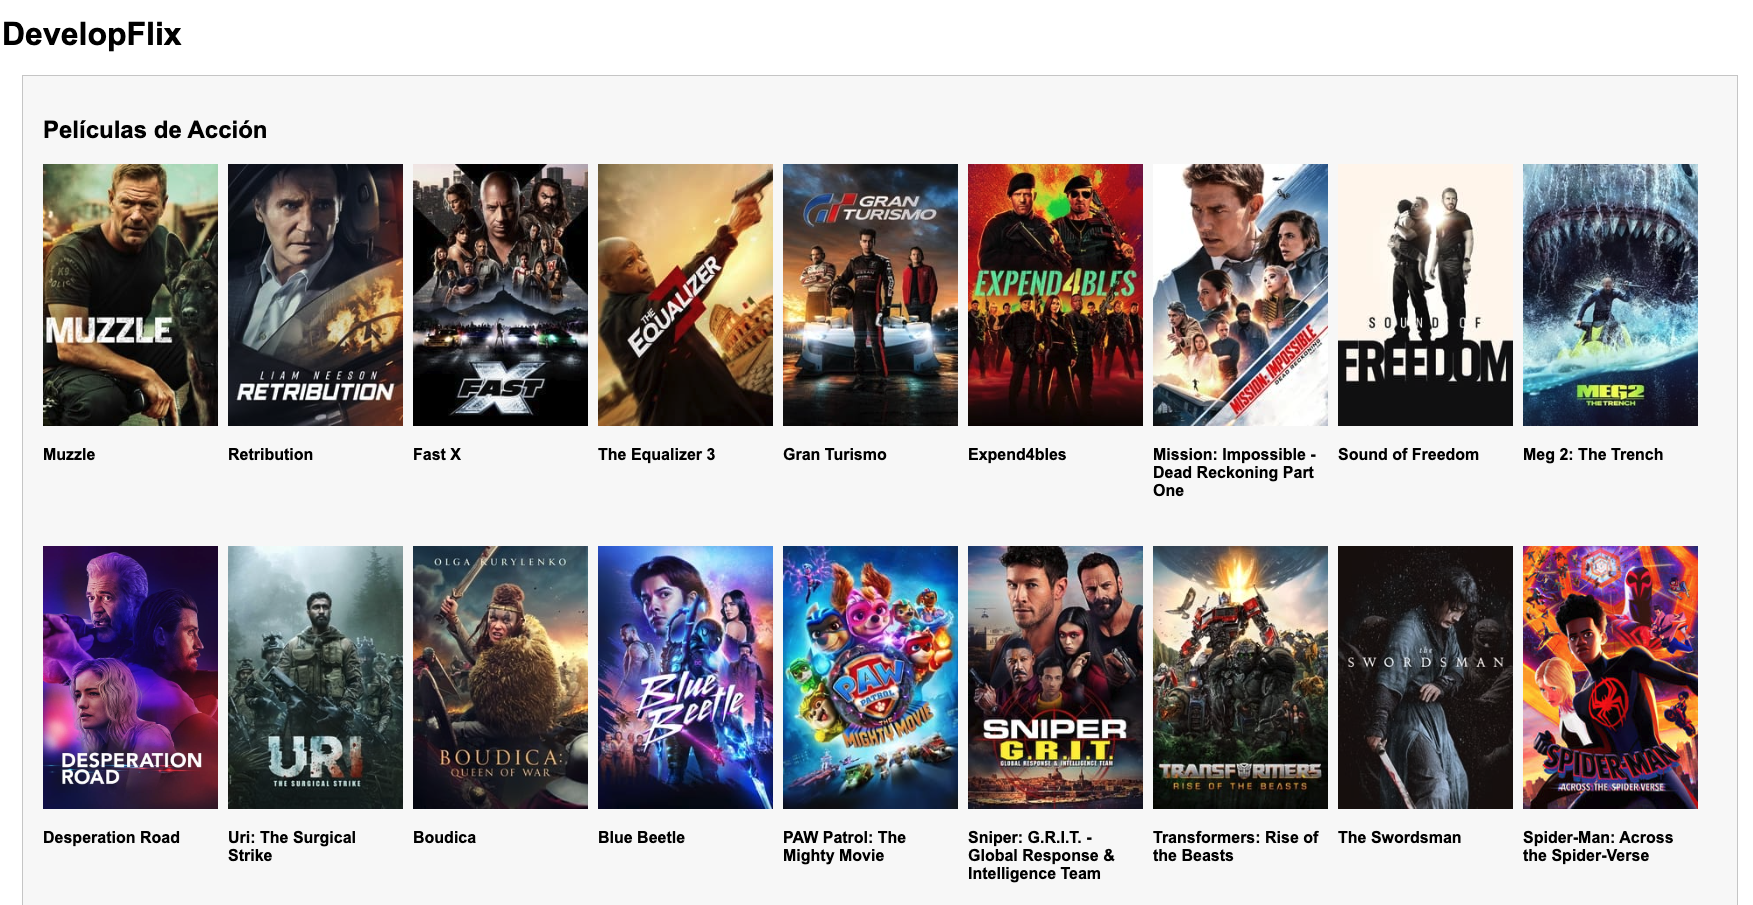 DevelopFlix
Películas de Acción
MUZZLE
LIAM NEESON
RETRIBUTION
FAST X
THE
EQUALIZER
3
GRAN
TURISMO
EXPEND4BLES
MISSION: IMPOSSIBLE
DEAD RECKONING
SOUND OF
FREEDOM
MEG2
THE TRENCH
Muzzle
Retribution
Fast X
The Equalizer 3
Gran Turismo
Expend4bles
Mission: Impossible -
Dead Reckoning Part
One
Sound of Freedom
Meg 2: The Trench
DESPERATION
ROAD
URI
THE SURGICAL STRIKE
OLGA KURYLENKO
BOUDICA:
QUEEN OF WAR
Blue
Beetle
PAW
PATROL
THE
MIGHTY MOVIE
SNIPER
G.R.I.T.
GLOBAL RESPONSE & INTELLIGENCE TEAM
TRANSFORMERS
RISE OF THE BEASTS
the
SWORDSMAN
SPIDER-MAN
ACROSS THE SPIDER-VERSE
Desperation Road
Uri: The Surgical
Strike
Boudica
Blue Beetle
PAW Patrol: The
Mighty Movie
Sniper: G.R.I.T. -
Global Response &
Intelligence Team
Transformers: Rise of
the Beasts
The Swordsman
Spider-Man: Across
the Spider-Verse